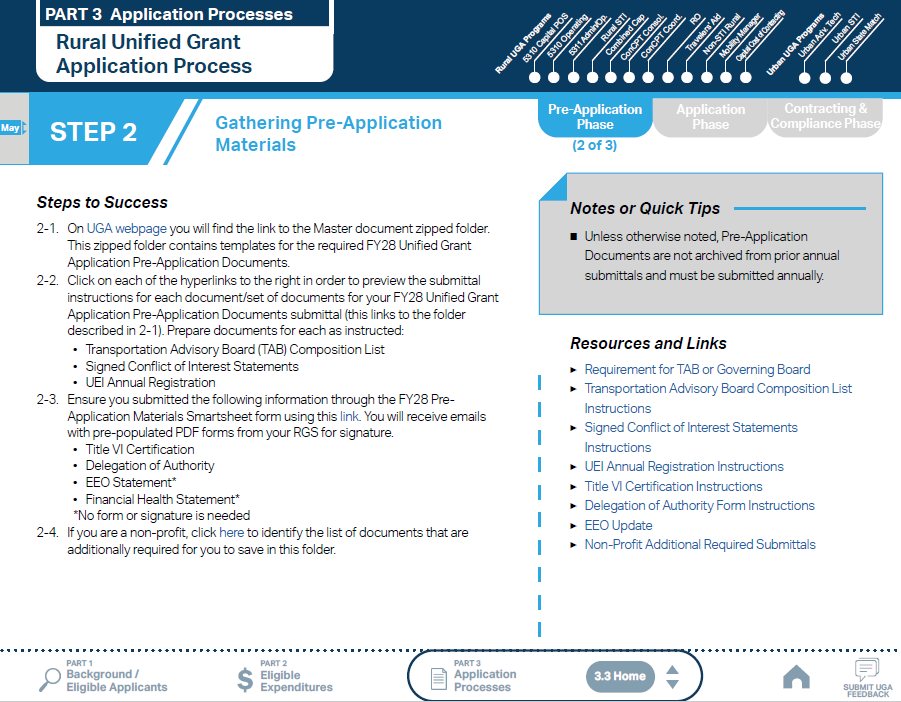 PART 3 Application Processes
Rural Unified Grant
Application Process
Rural UGA Programs
5310 Capital POS
5310 Operating
5311 Admin/Op.
Rural STI
Combined Cap.
ConCPT Consol.
ConCPT Coord.
RO
Travelers' Aid
Non-STI Rural
Mobility Manager
Capital Cost of Contracting
Urban UGA Programs
Urban Adv. Tech
Urban STI
Urban State Match
May
STEP 2
Gathering Pre-Application
Materials
Pre-Application
Phase
(2 of 3)
Application
Phase
Contracting &
Compliance Phase
Steps to Success
2-1. On UGA webpage you will find the link to the Master document zipped folder.
This zipped folder contains templates for the required FY28 Unified Grant
Application Pre-Application Documents.
2-2. Click on each of the hyperlinks to the right in order to preview the submittal
instructions for each document/set of documents for your FY28 Unified Grant
Application Pre-Application Documents submittal (this links to the folder
described in 2-1). Prepare documents for each as instructed:
• Transportation Advisory Board (TAB) Composition List
• Signed Conflict of Interest Statements
• UEI Annual Registration
2-3. Ensure you submitted the following information through the FY28 Pre-
Application Materials Smartsheet form using this link. You will receive emails
with pre-populated PDF forms from your RGS for signature.
• Title VI Certification
• Delegation of Authority
• EEO Statement*
• Financial Health Statement*
*No form or signature is needed
2-4. If you are a non-profit, click here to identify the list of documents that are
additionally required for you to save in this folder.
Notes or Quick Tips
■ Unless otherwise noted, Pre-Application
Documents are not archived from prior annual
submittals and must be submitted annually.
Resources and Links
► Requirement for TAB or Governing Board
► Transportation Advisory Board Composition List
Instructions
► Signed Conflict of Interest Statements
Instructions
► UEI Annual Registration Instructions
► Title VI Certification Instructions
► Delegation of Authority Form Instructions
► EEO Update
► Non-Profit Additional Required Submittals
PART 1
Background /
Eligible Applicants
PART 2
Eligible
Expenditures
PART 3
Application
Processes
3.3 Home
SUBMIT UGA
FEEDBACK